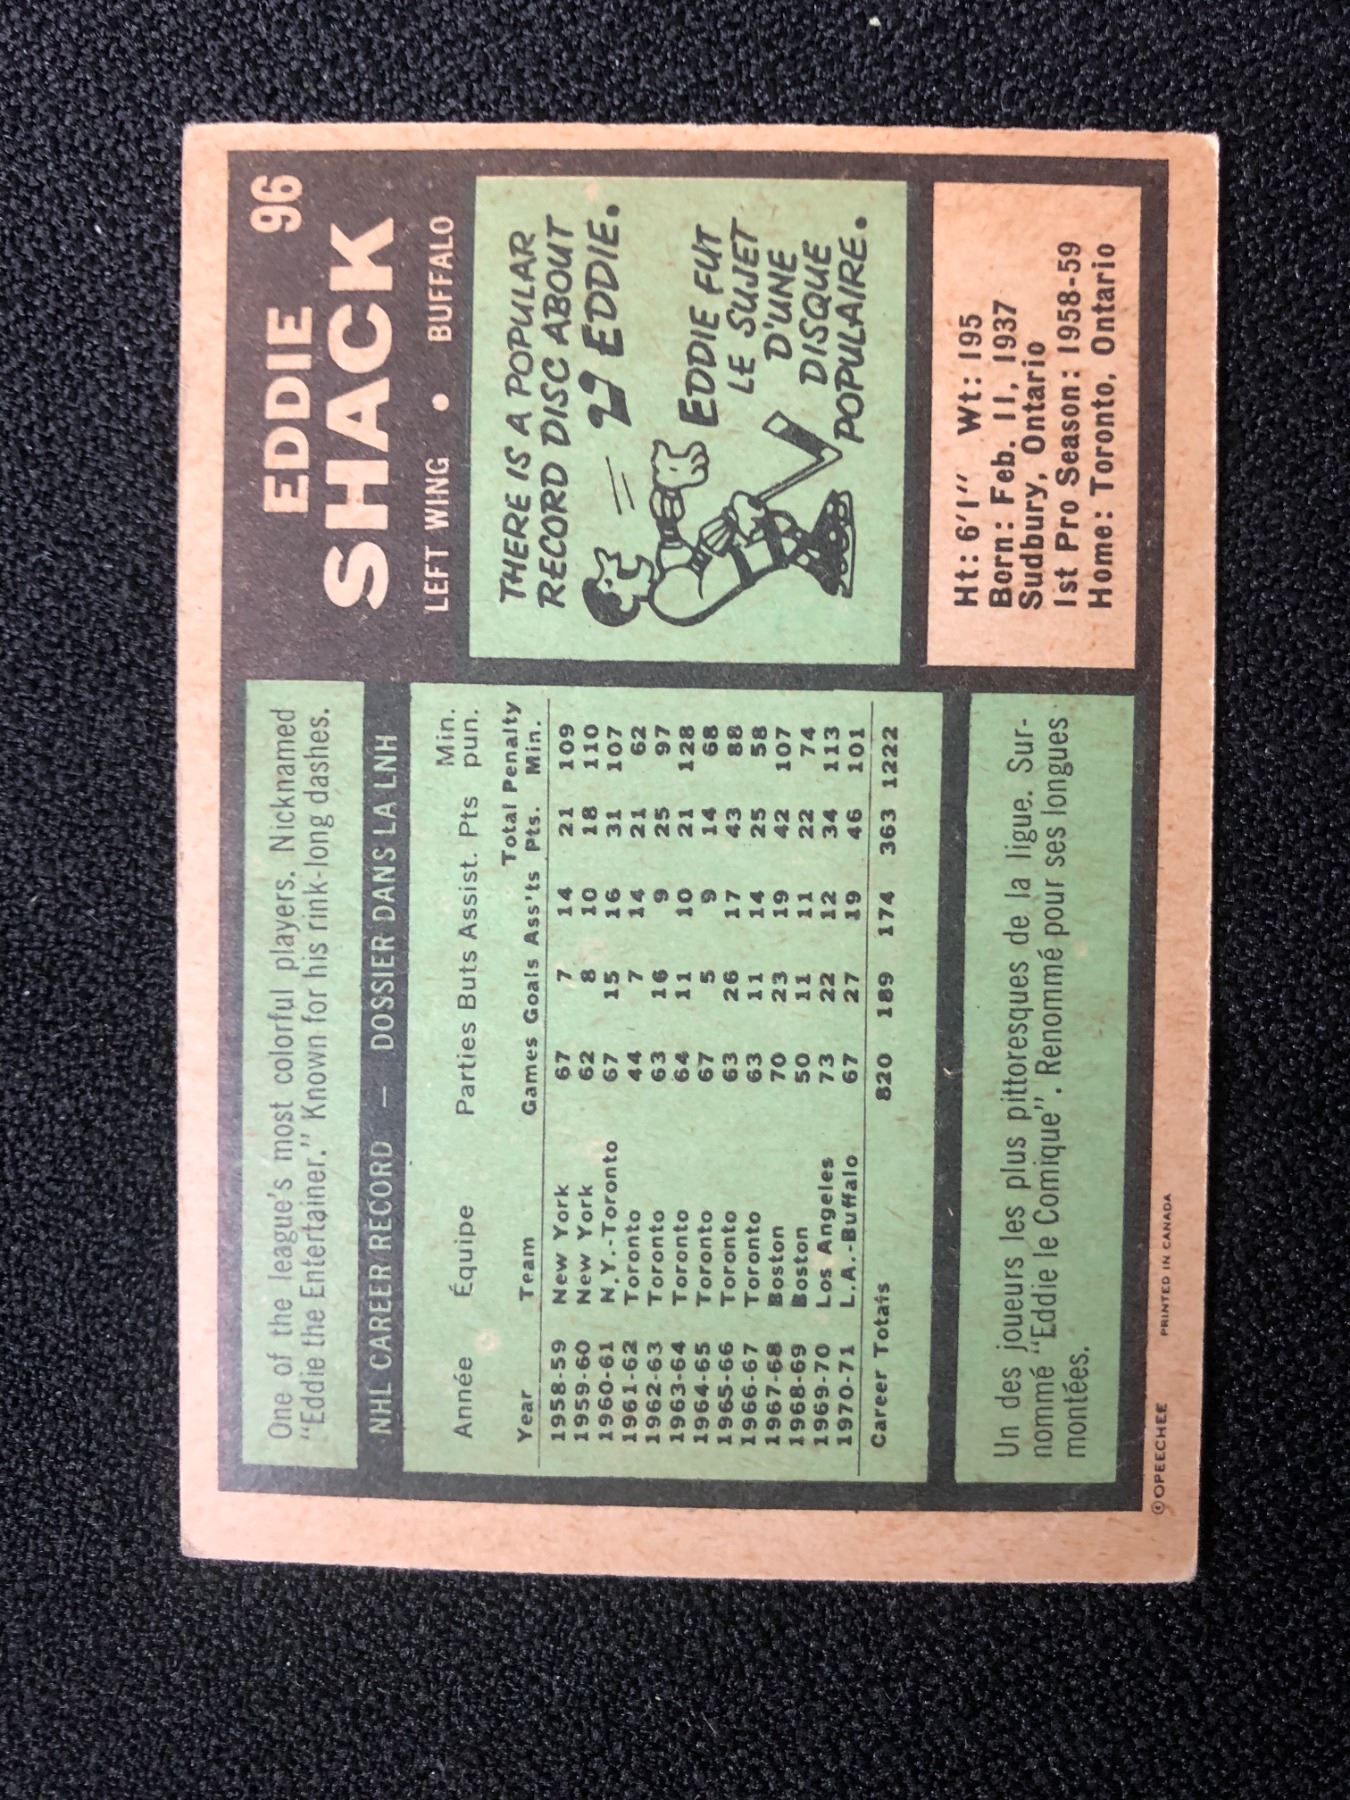 EDDIE 96
SHACK
LEFT WING • BUFFALO
THERE IS A POPULAR
RECORD DISC ABOUT
EDDIE.
EDDIE FUT
LE SUJET
D'UNE
DISQUE
POPULAIRE.
Ht: 6'1" Wt: 195
Born: Feb. 11, 1937
Sudbury, Ontario
1st Pro Season: 1958-59
Home: Toronto, Ontario
One of the league's most colorful players. Nicknamed
"Eddie the Entertainer." Known for his rink-long dashes.
NHL CAREER RECORD — DOSSIER DANS LA LNH
Année Équipe Parties Buts Assist. Pts Min. pun.
Year Team Games Goals Ass'ts Total Pts. Penalty Min.
1958-59 New York 67 7 14 21 109
1959-60 New York 62 8 10 18 110
1960-61 N.Y.-Toronto 67 15 16 31 107
1961-62 Toronto 44 7 14 21 62
1962-63 Toronto 63 16 9 25 97
1963-64 Toronto 64 11 10 21 128
1964-65 Toronto 67 5 9 14 68
1965-66 Toronto 63 26 17 43 88
1966-67 Toronto 63 11 14 25 58
1967-68 Boston 70 23 19 42 107
1968-69 Boston 50 11 11 22 74
1969-70 Los Angeles 73 22 12 34 113
1970-71 L.A.-Buffalo 67 27 19 46 101
Career Totals 820 189 174 363 1222
Un des joueurs les plus pittoresques de la ligue. Sur-
nommé "Eddie le Comique". Renommé pour ses longues
montées.
©OPEECHEE PRINTED IN CANADA